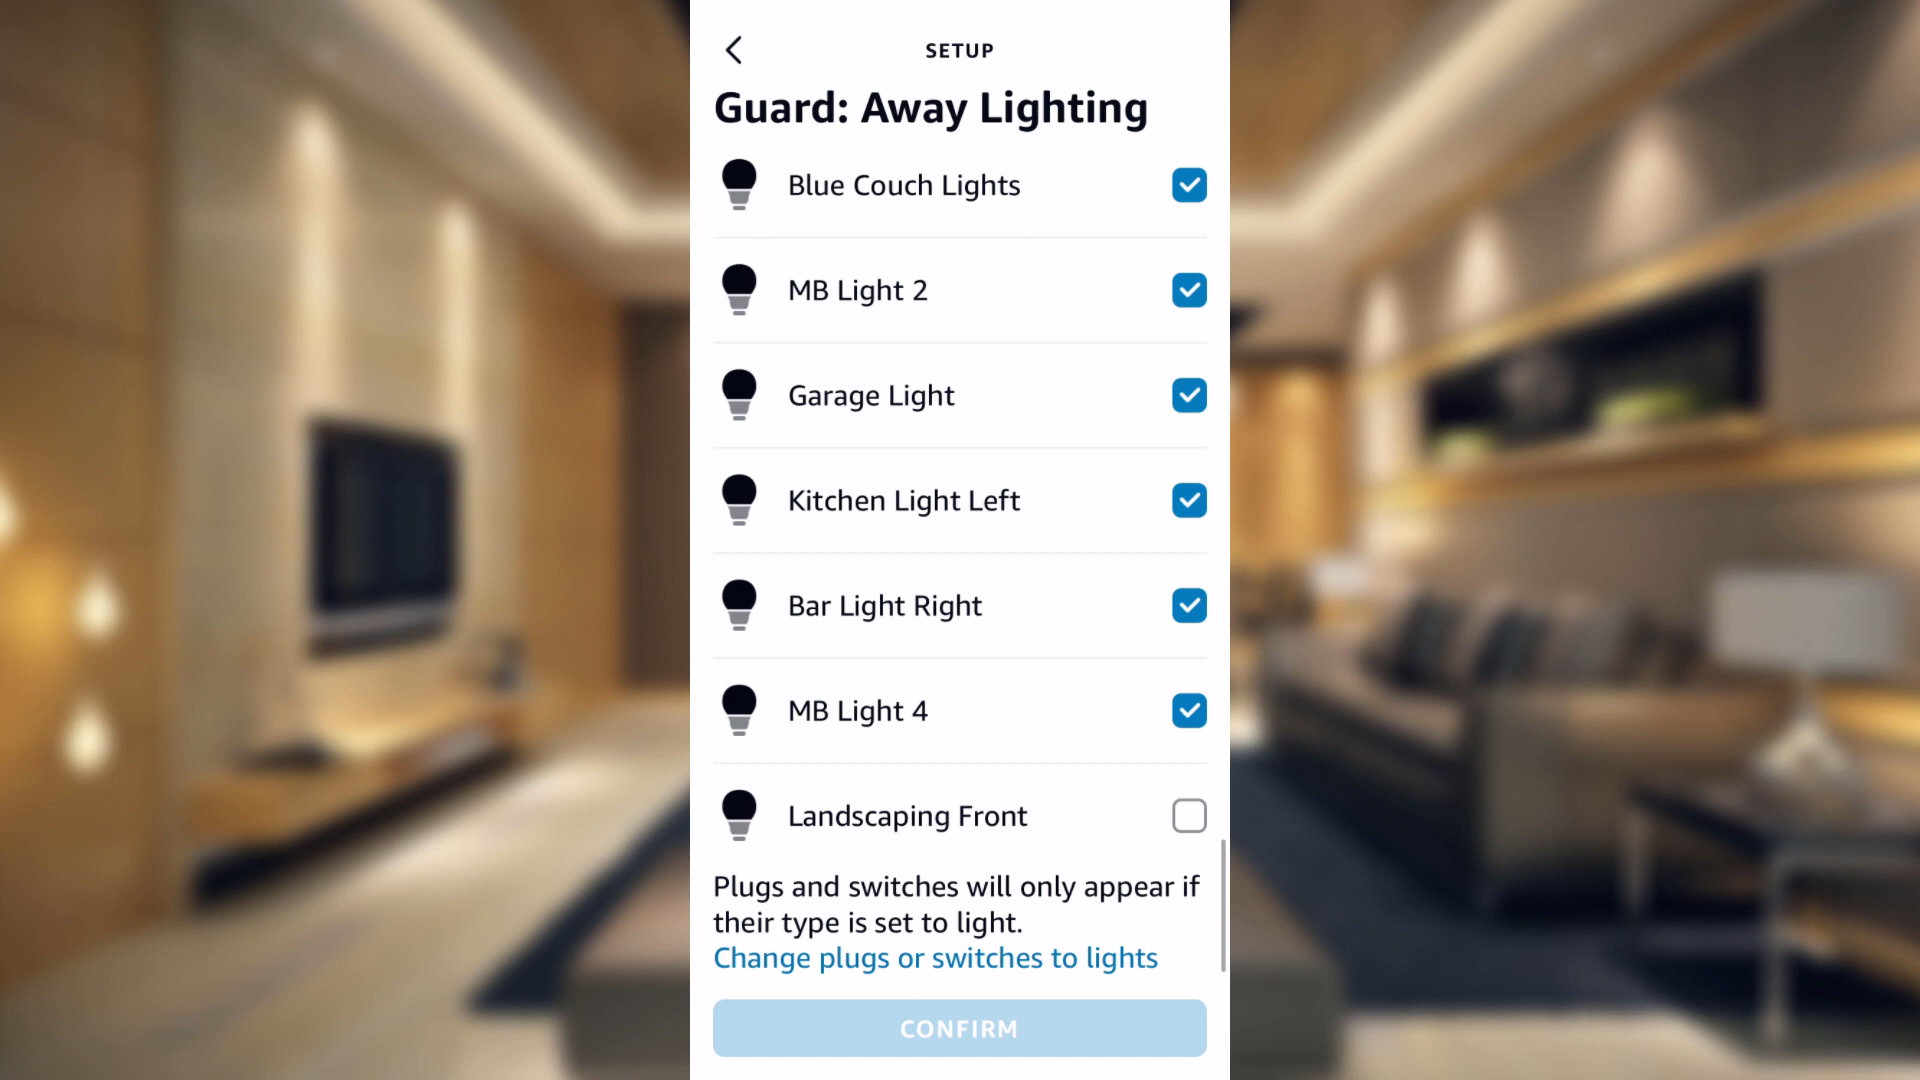 SETUP
Guard: Away Lighting
Blue Couch Lights
MB Light 2
Garage Light
Kitchen Light Left
Bar Light Right
MB Light 4
Landscaping Front
Plugs and switches will only appear if
their type is set to light.
Change plugs or switches to lights
CONFIRM